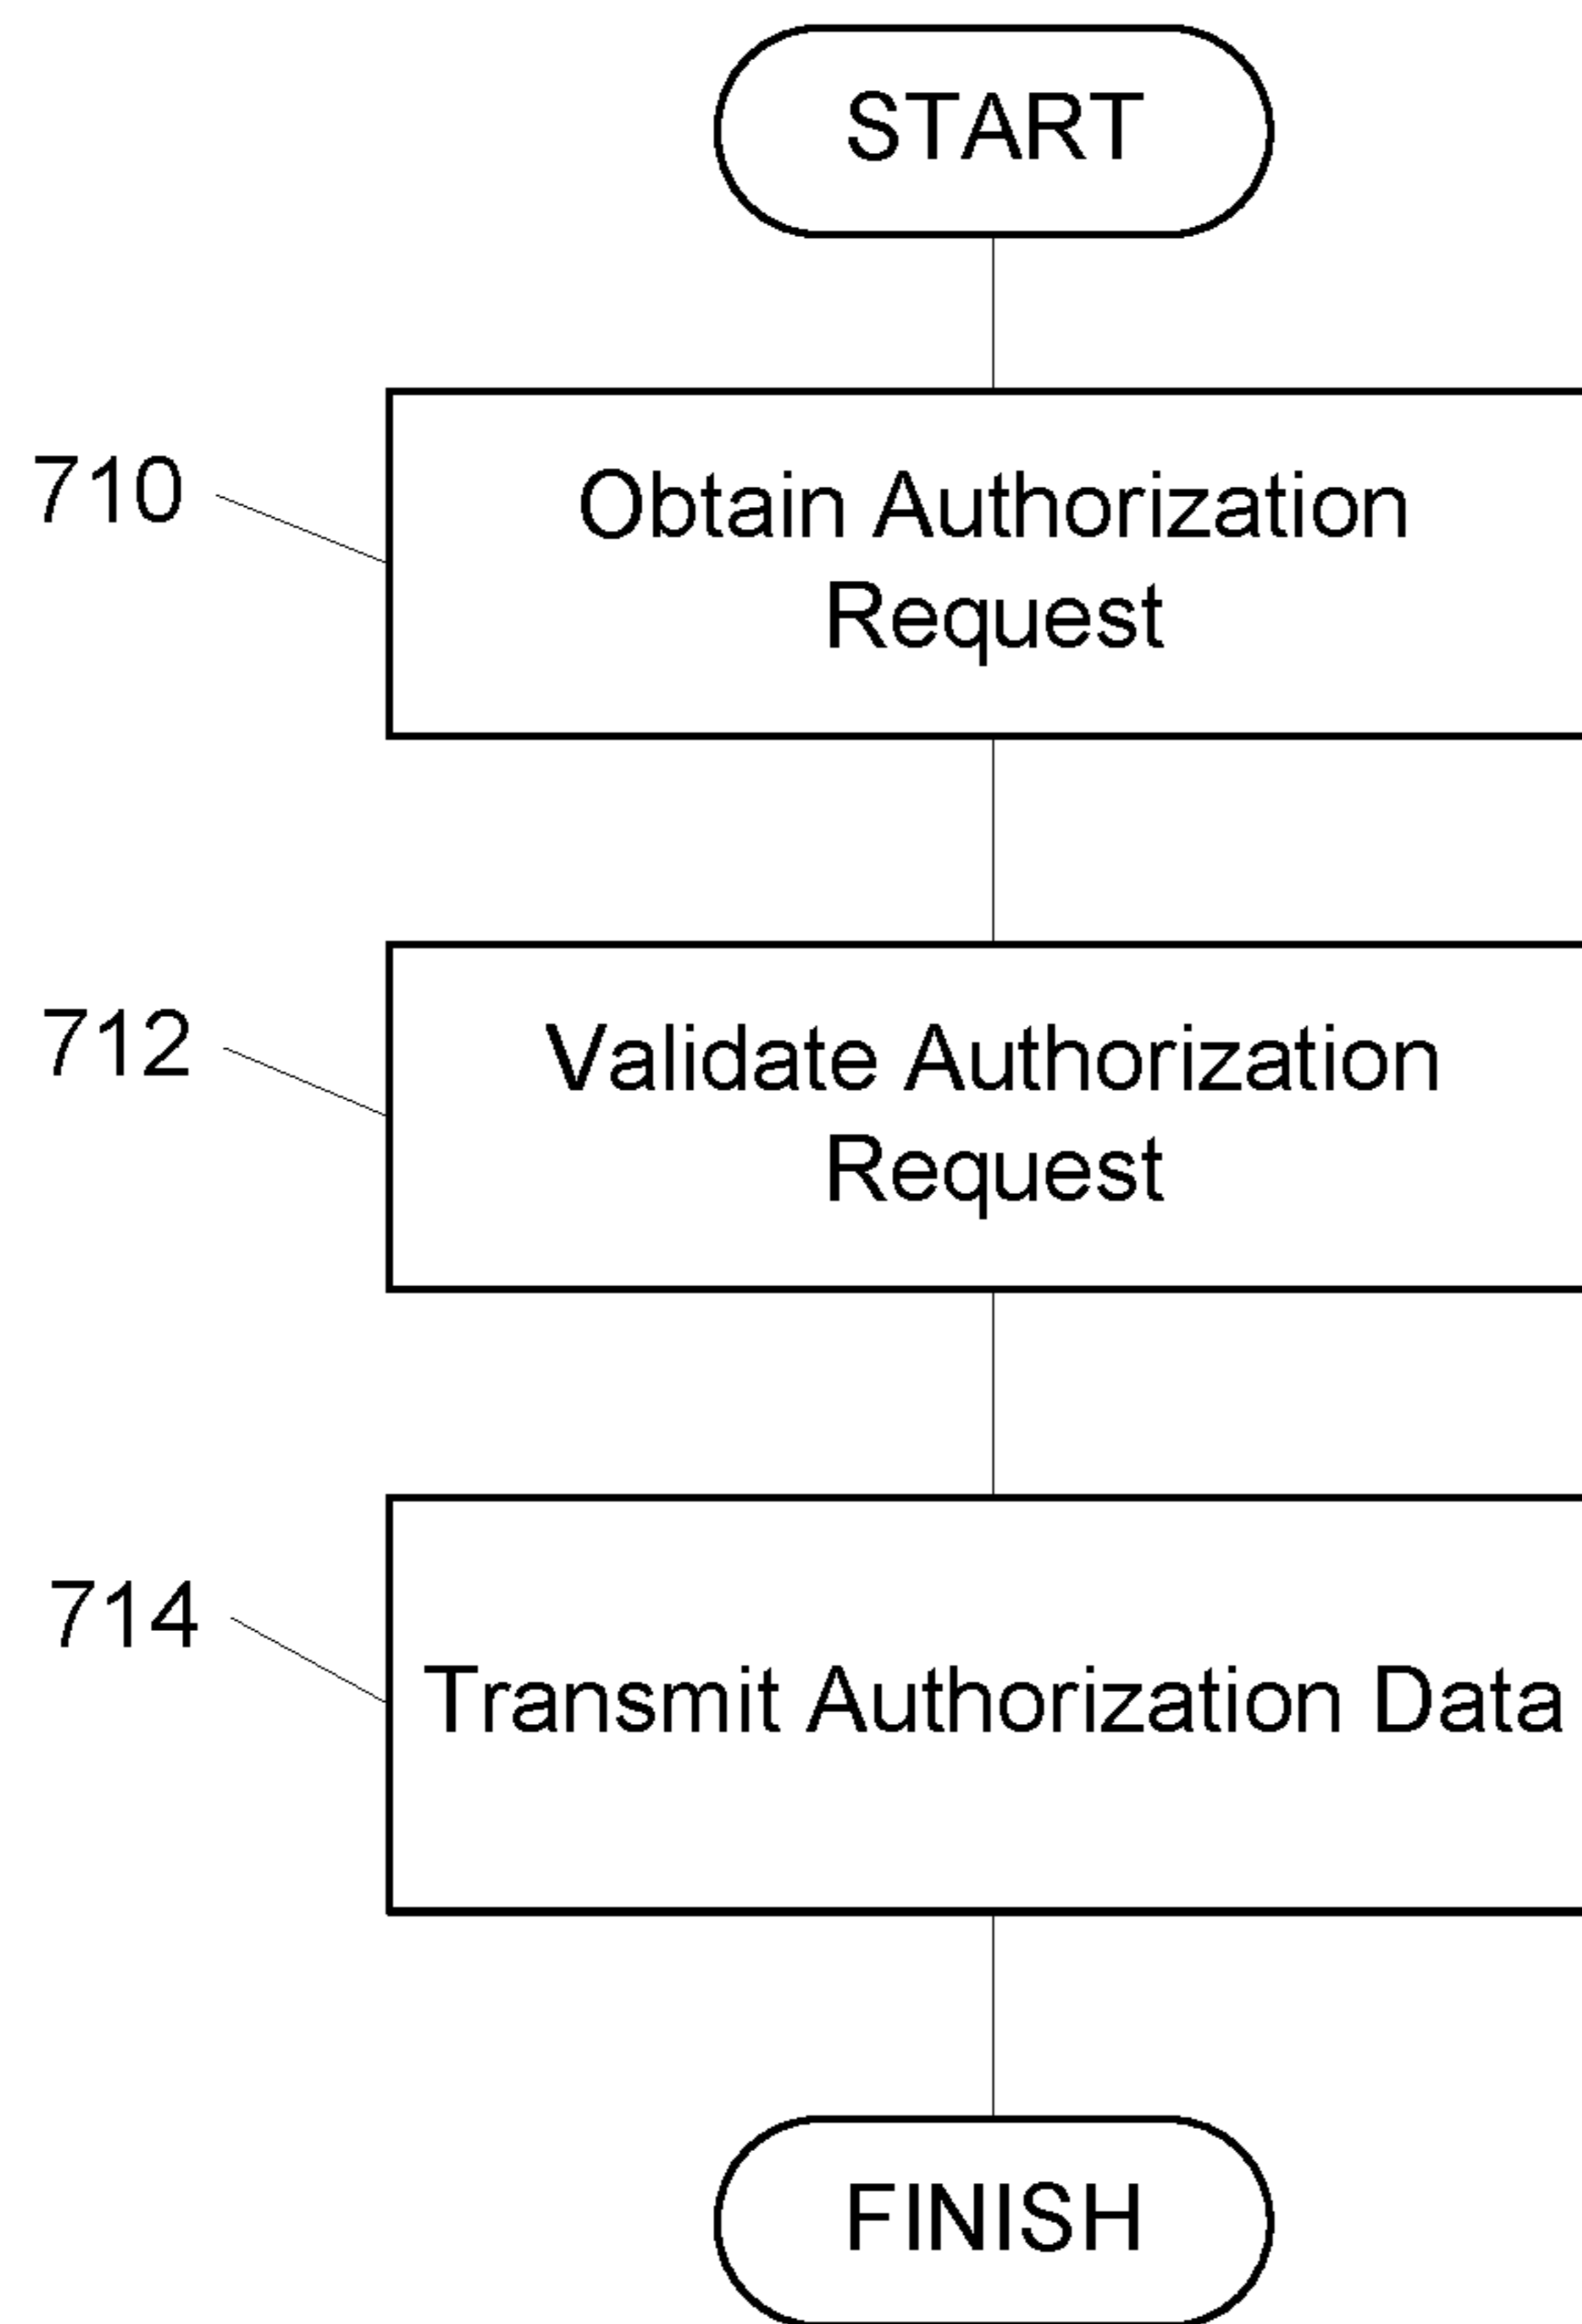 START
710
Obtain Authorization
Request
712
Validate Authorization
Request
714
Transmit Authorization Data
FINISH